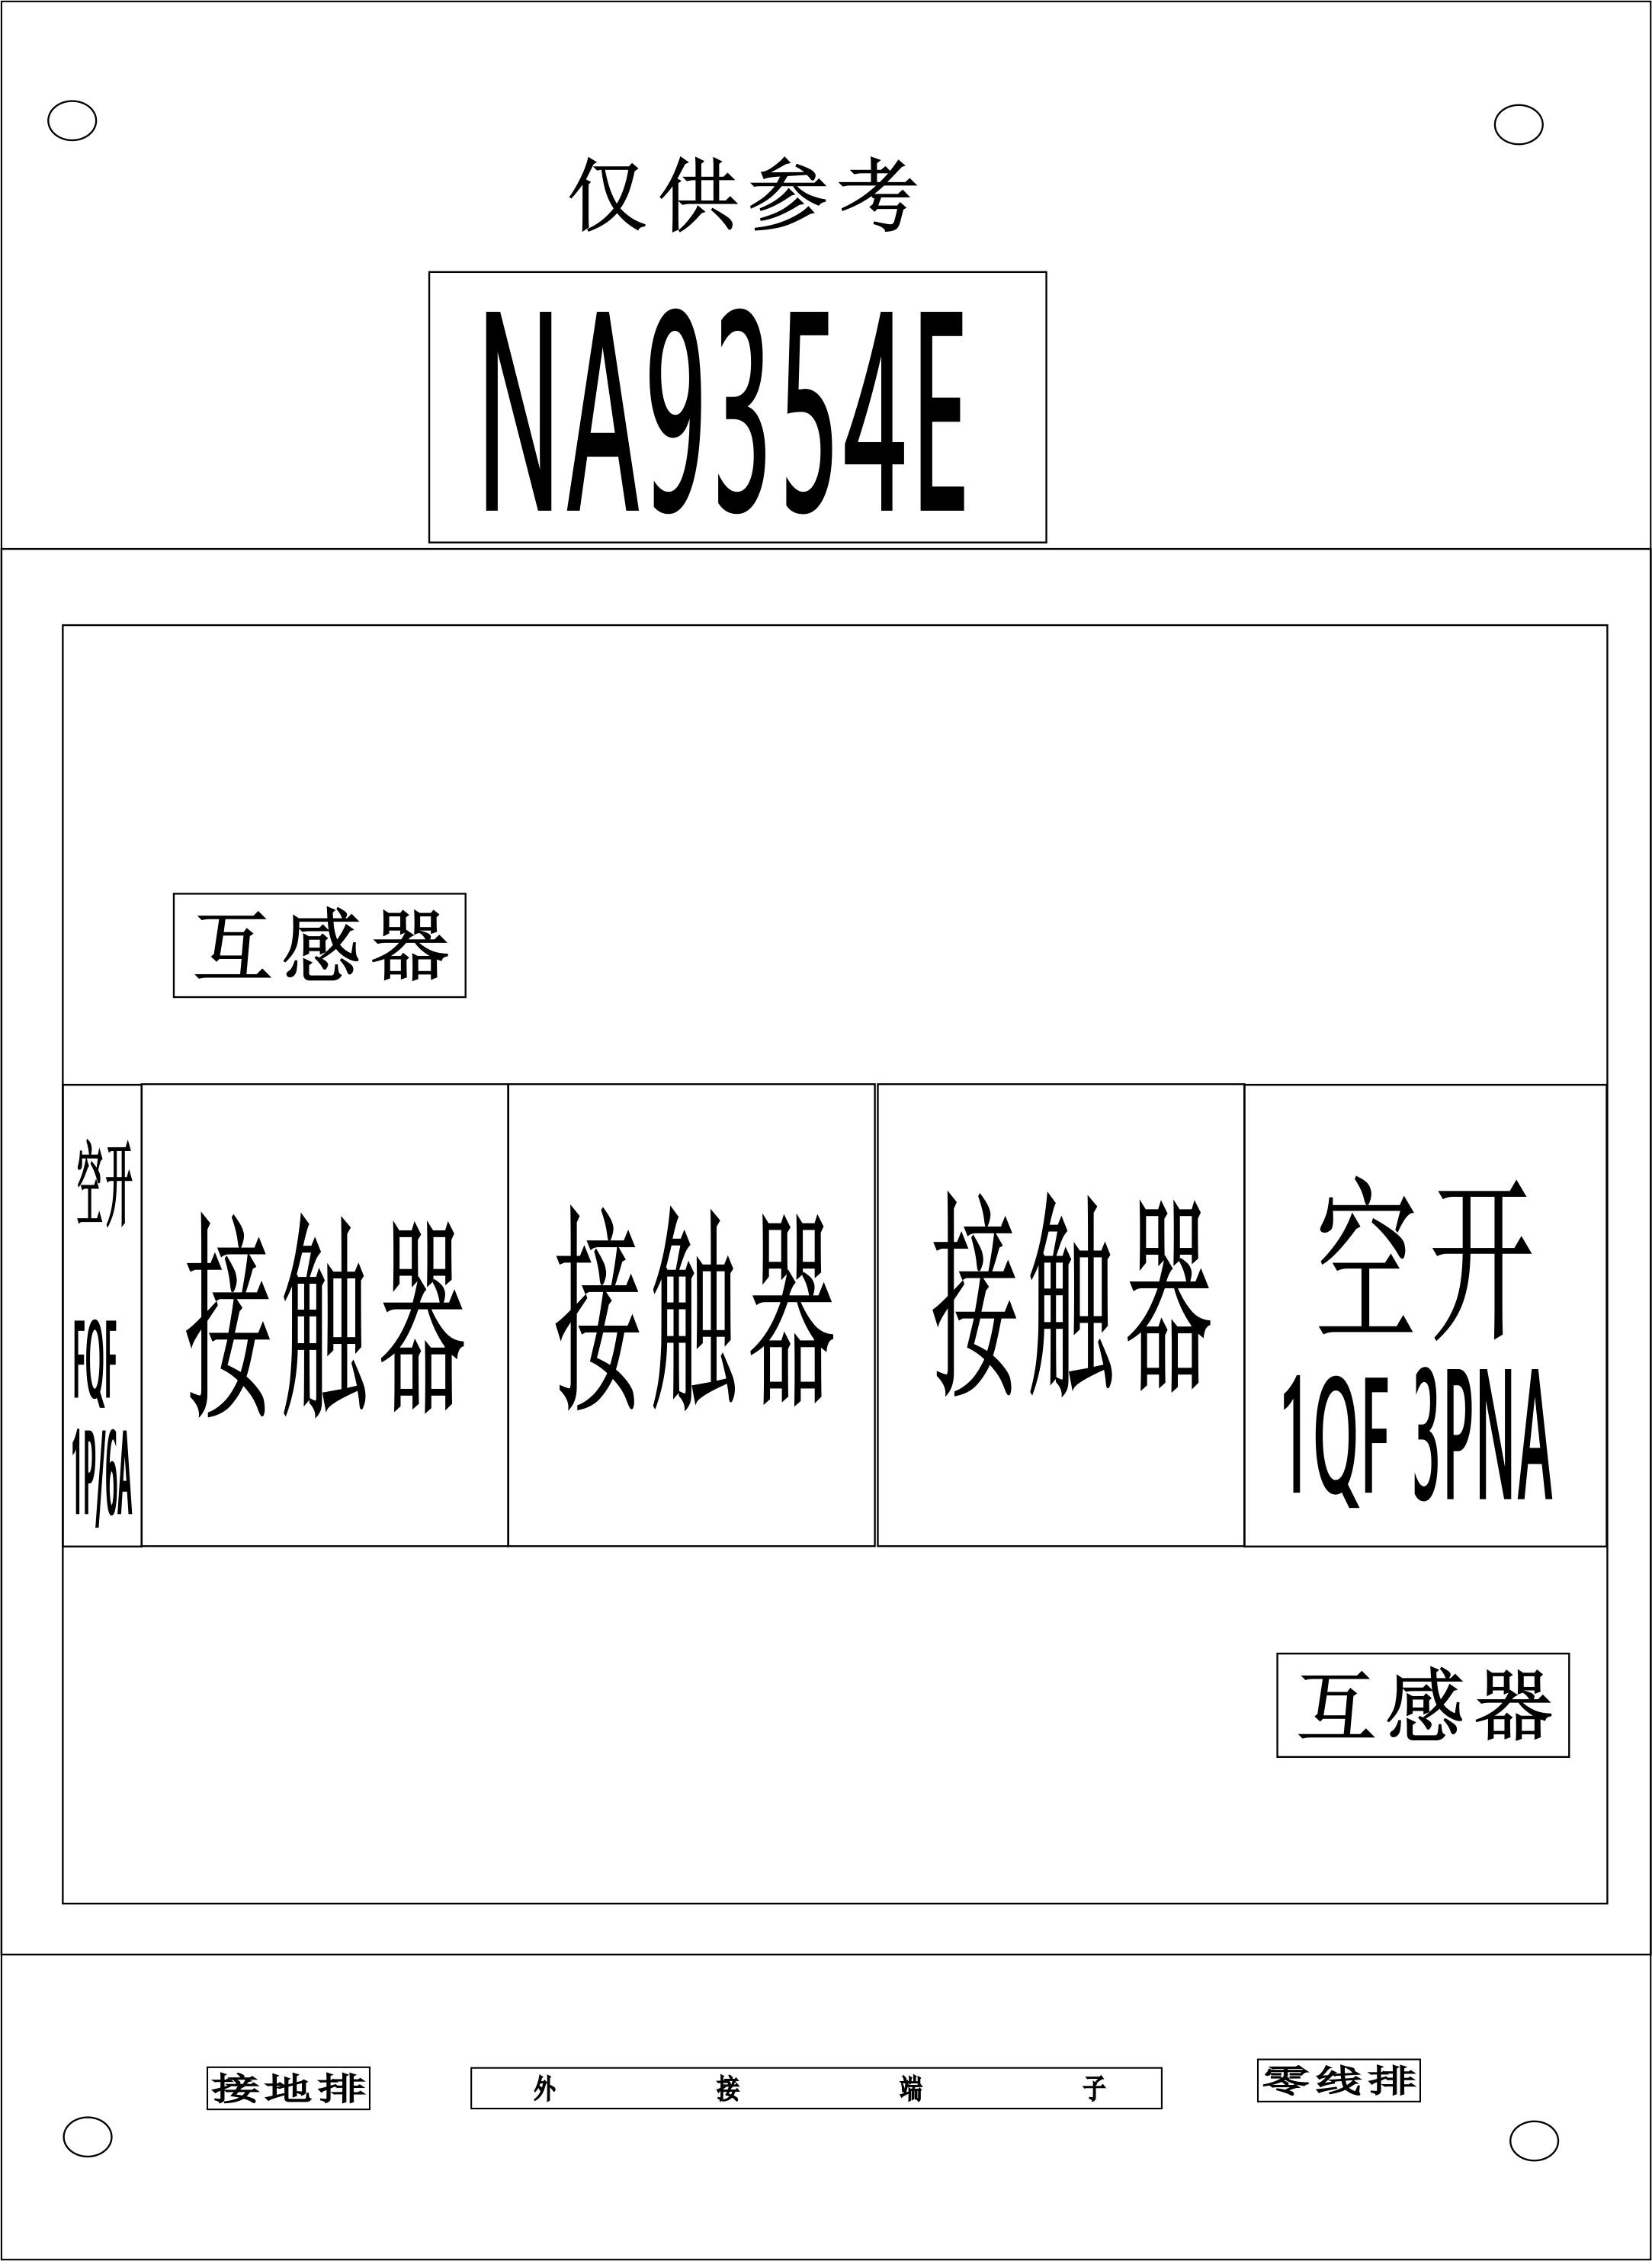 仅供参考
NA9354E
互感器
空开
FQF
1P/6A
接触器
接触器
接触器
空开
1QF 3PNA
互感器
接地排
外 接 端 子
零线排